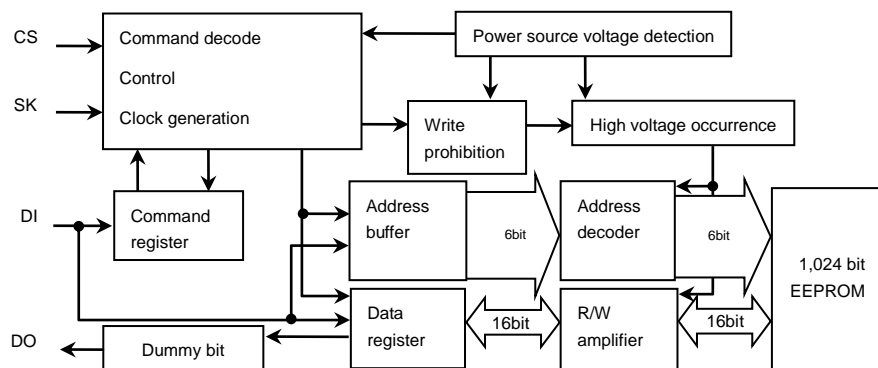 CS
Command decode
Control
Clock generation
SK
Power source voltage detection
Write
prohibition
High voltage occurrence
DI
Command
register
Address
buffer
6bit
Address
decoder
6bit
1,024 bit
EEPROM
DO
Dummy bit
Data
register
16bit
R/W
amplifier
16bit